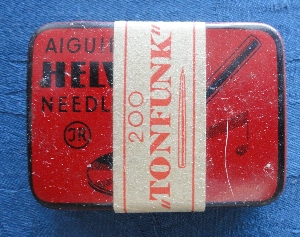 AIGUI
HELV
NEEDL
JR
200
„TONFUNK"